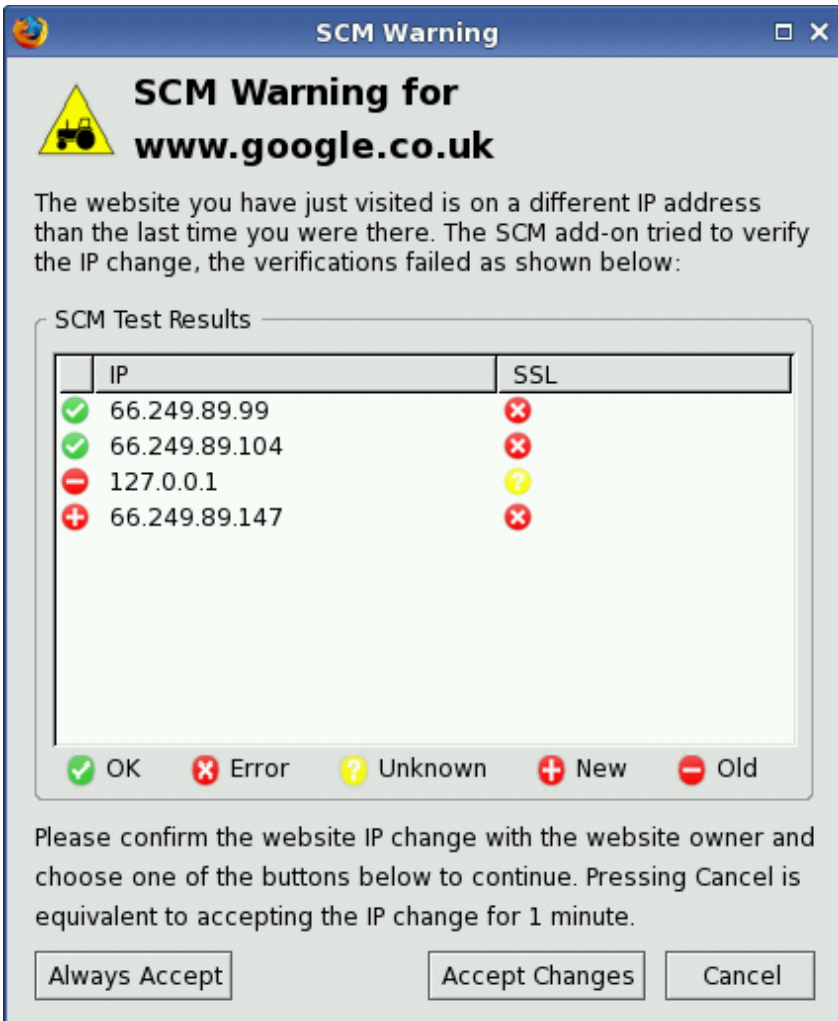 SCM Warning
SCM Warning for
www.google.co.uk
The website you have just visited is on a different IP address
than the last time you were there. The SCM add-on tried to verify
the IP change, the verifications failed as shown below:
SCM Test Results
IP SSL
66.249.89.99
66.249.89.104
127.0.0.1
66.249.89.147
OK Error Unknown New Old
Please confirm the website IP change with the website owner and
choose one of the buttons below to continue. Pressing Cancel is
equivalent to accepting the IP change for 1 minute.
Always Accept Accept Changes Cancel